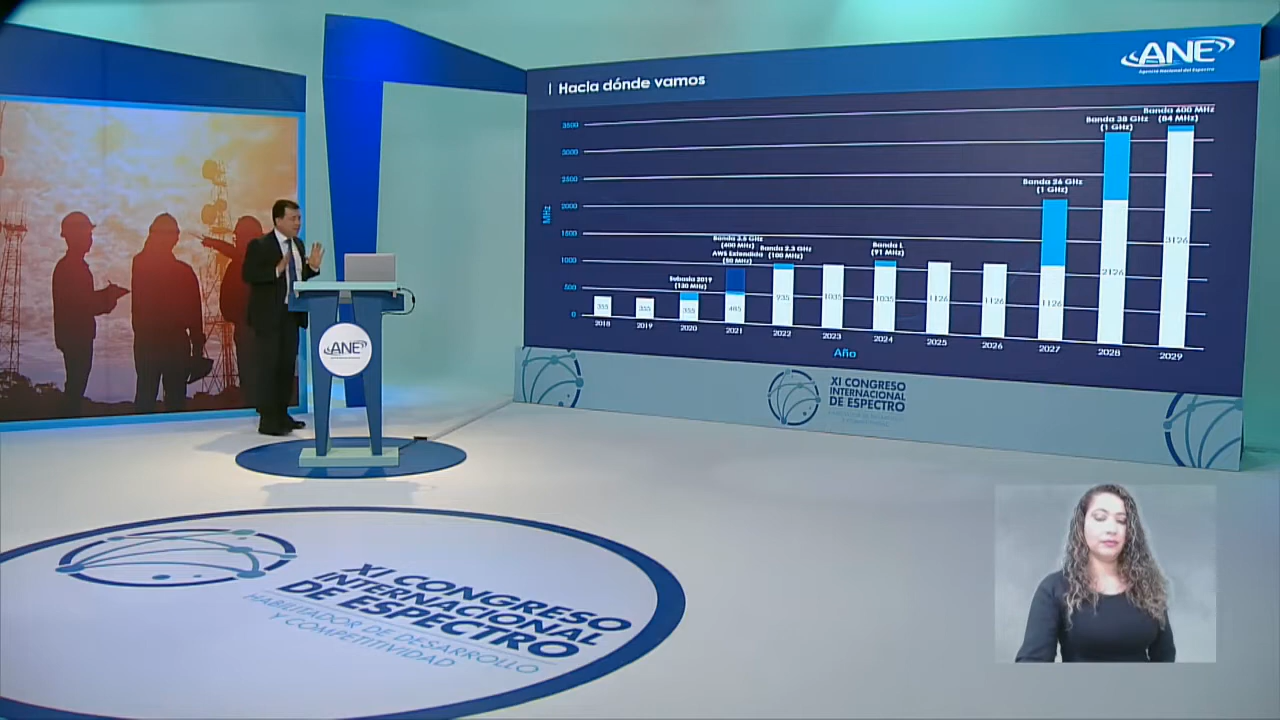 ANE
Agencia Nacional del Espectro
Hacia dónde vamos
Banda 600 MHz
(84 MHz)
Banda 38 GHz
(1 GHz)
Banda 26 GHz
(1 GHz)
Banda 3.5 GHz
(400 MHz)
AWS Extendida
(50 MHz)
Banda 2.3 GHz
(100 MHz)
Banda L
(91 MHz)
Subasta 2019
(130 MHz)
3500
3000
2500
2000
1500
1000
500
0
MHz
355
355
355
485
935
1035
1035
1126
1126
1126
2126
3126
2018
2019
2020
2021
2022
2023
2024
2025
2026
2027
2028
2029
Año
ANE
XI CONGRESO
INTERNACIONAL
DE ESPECTRO
XI CONGRESO
INTERNACIONAL
DE ESPECTRO
HABILITADOR DE DESARROLLO
Y COMPETITIVIDAD